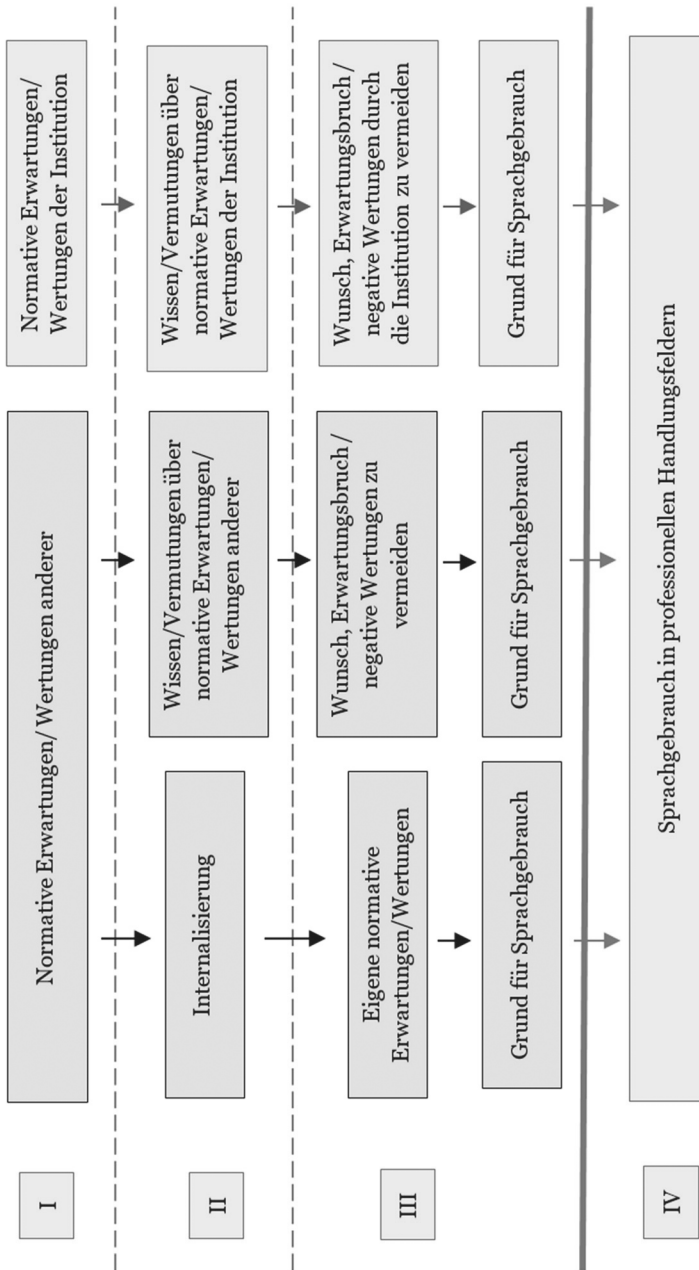 I
Normative Erwartungen/ Wertungen anderer
Normative Erwartungen/
Wertungen der Institution
II
Internalisierung
Wissen/Vermutungen über
normative Erwartungen/
Wertungen anderer
Wissen/Vermutungen über
normative Erwartungen/
Wertungen der Institution
III
Eigene normative
Erwartungen/Wertungen
Wunsch, Erwartungsbruch /
negative Wertungen zu
vermeiden
Wunsch, Erwartungsbruch /
negative Wertungen durch
die Institution zu vermeiden
Grund für Sprachgebrauch
Grund für Sprachgebrauch
Grund für Sprachgebrauch
IV
Sprachgebrauch in professionellen Handlungsfeldern